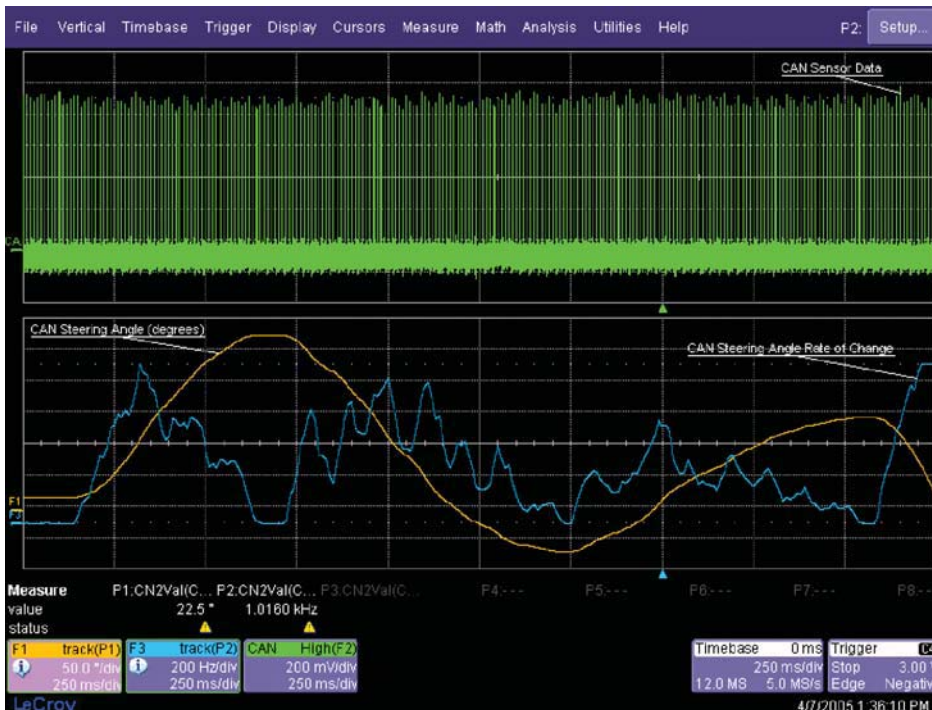 File Vertical Timebase Trigger Display Cursors Measure Math Analysis Utilities Help P2: Setup...
CAN Sensor Data
CA
CAN Steering Angle (degrees)
CAN Steering Angle Rate of Change
F1
F3
Measure P1:CN2Val(C... P2:CN2Val(C... P3:CN2Val(C... P4:--- P5:--- P6:--- P7:--- P8:--
value 22.5 ° 1.0160 kHz
status
F1 track(P1) F3 track(P2) CAN High(F2) Timebase 0 ms Trigger
50.0 °/div 200 Hz/div 200 mV/div 250 ms/div Stop 3.00 V
250 ms/div 250 ms/div 250 ms/div 12.0 MS 5.0 MS/s Edge Negativ
LeCroy 4/7/2005 1:36:10 PM